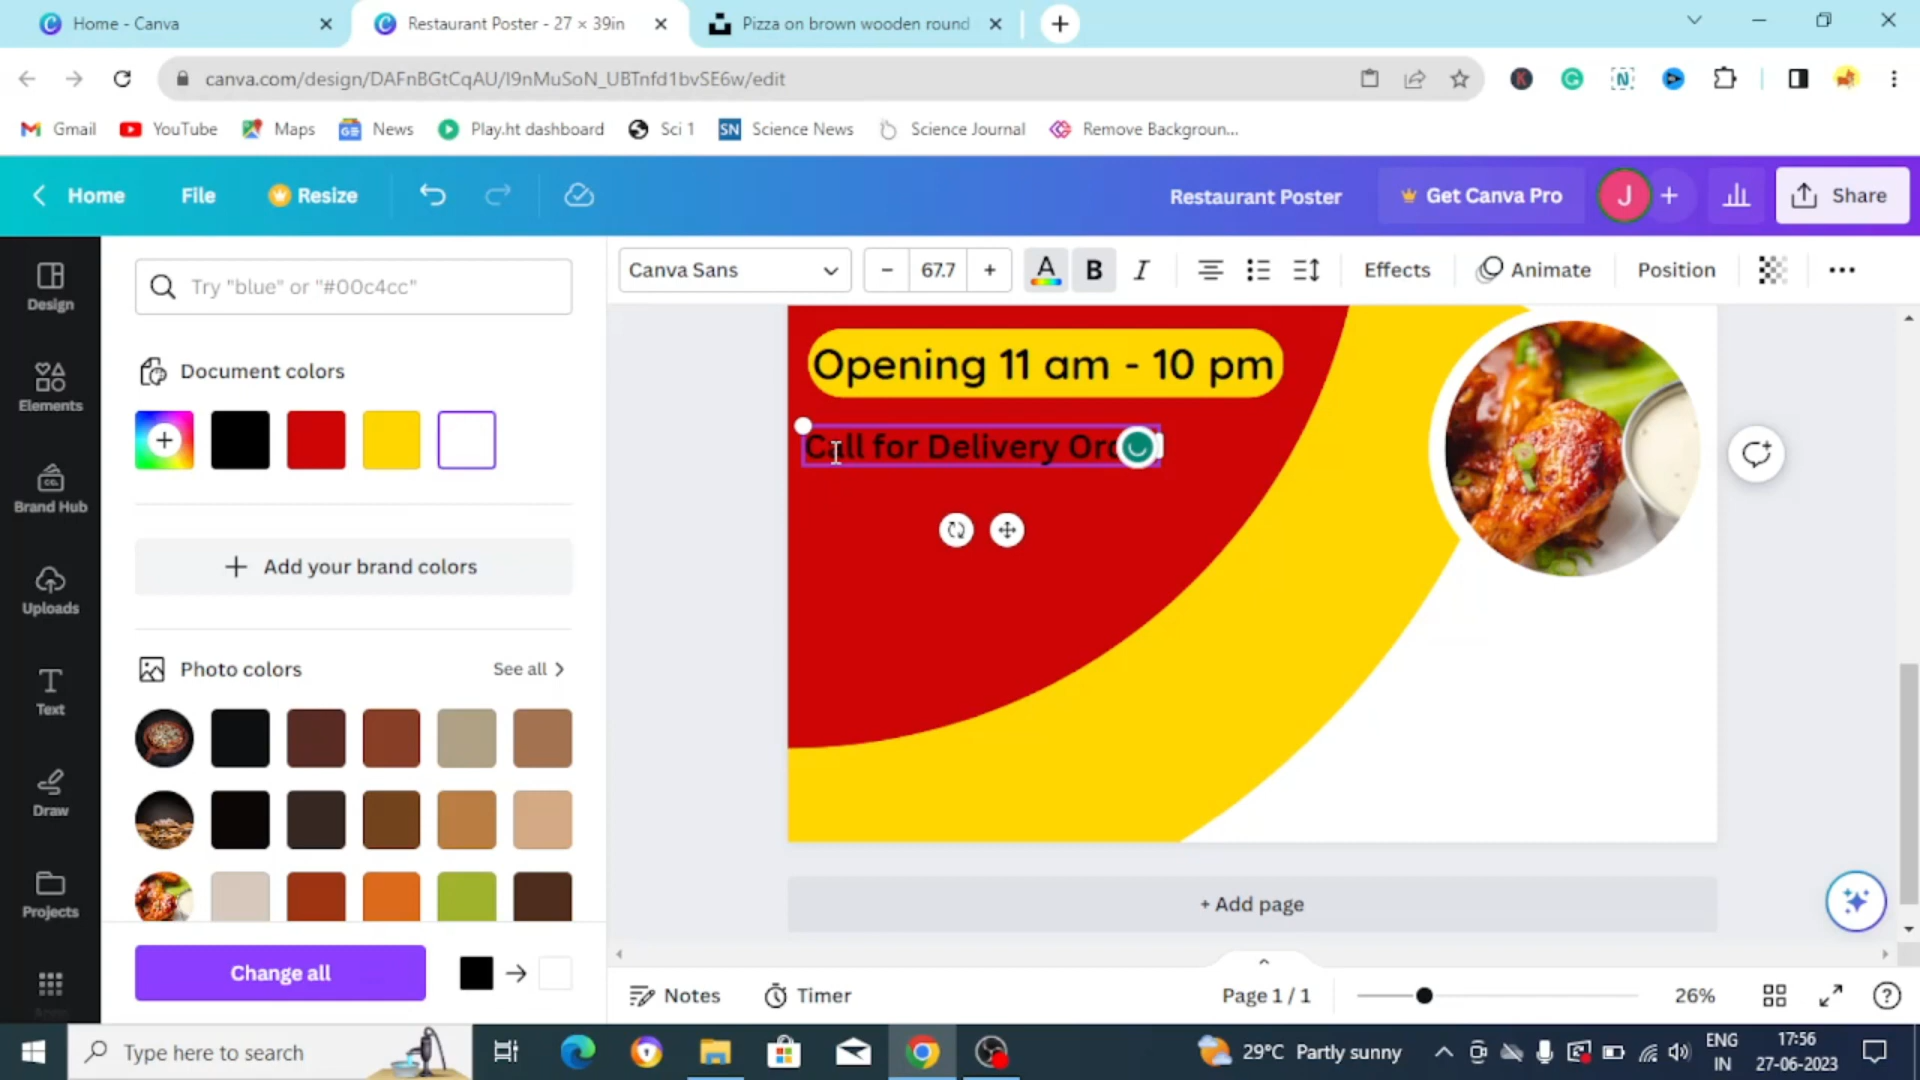 Home - Canva
Restaurant Poster - 27 × 39in
Pizza on brown wooden round
canva.com/design/DAFnBGtCqAU/I9nMuSoN_UBTnfd1bvSE6w/edit
Gmail
YouTube
Maps
News
Play.ht dashboard
Sci 1
SN Science News
Science Journal
Remove Backgroun...
Home
File
Resize
Restaurant Poster
Get Canva Pro
J
Share
Design
Elements
Brand Hub
Uploads
Text
Draw
Projects
Try "blue" or "#00c4cc"
Document colors
Add your brand colors
Photo colors
See all
Change all
Canva Sans
67.7
A
B
I
Effects
Animate
Position
Opening 11 am - 10 pm
Call for Delivery
+ Add page
Notes
Timer
Page 1 / 1
26%
Type here to search
29°C Partly sunny
ENG
IN
17:56
27-06-2023